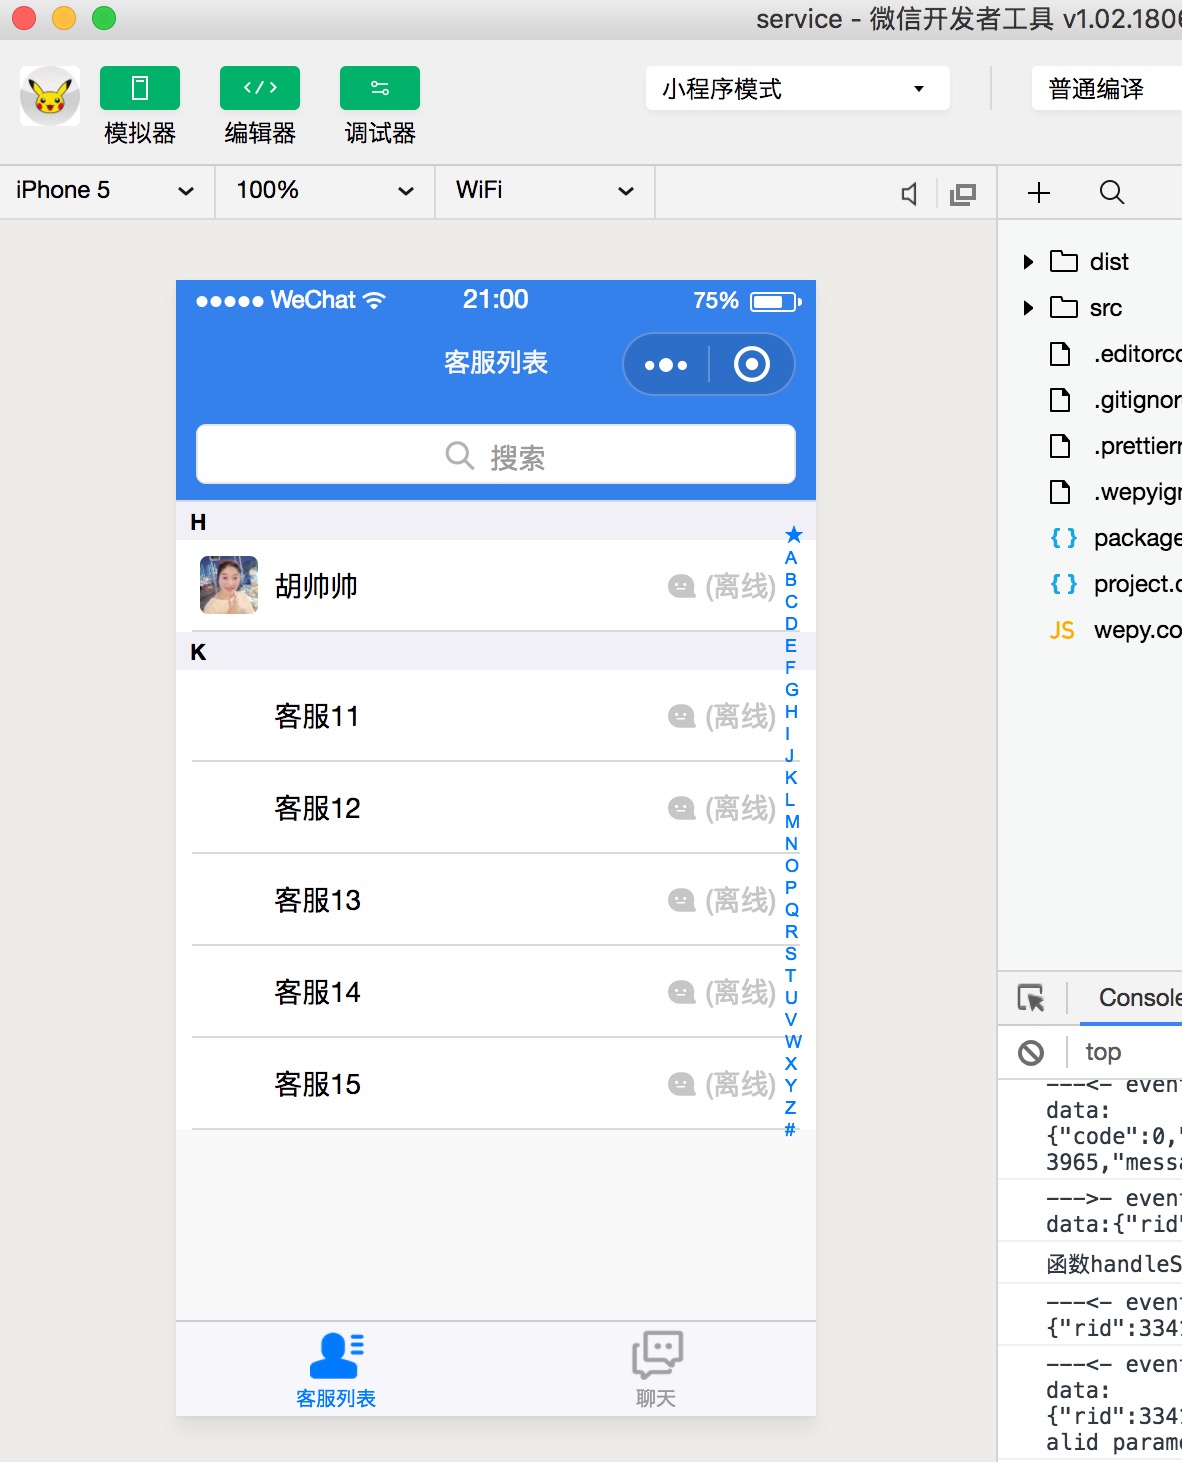 service - 微信开发者工具 v1.02.180
模拟器
编辑器
调试器
小程序模式
普通编译
iPhone 5
100%
WiFi
WeChat
21:00
75%
客服列表
搜索
H
胡帅帅
(离线)
K
客服11
(离线)
客服12
(离线)
客服13
(离线)
客服14
(离线)
客服15
(离线)
★
A
B
C
D
E
F
G
H
I
J
K
L
M
N
O
P
Q
R
S
T
U
V
W
X
Y
Z
#
客服列表
聊天
dist
src
.editorc
.gitignor
.prettierr
.wepyig
{ } package
{ } project.
JS wepy.co
Console
top
---<- even
data:
{"code":0,"
3965,"messa
--->- even
data:{"rid"
函数handleS
---<- even
{"rid":334
---<- even
data:
{"rid":334
alid parame